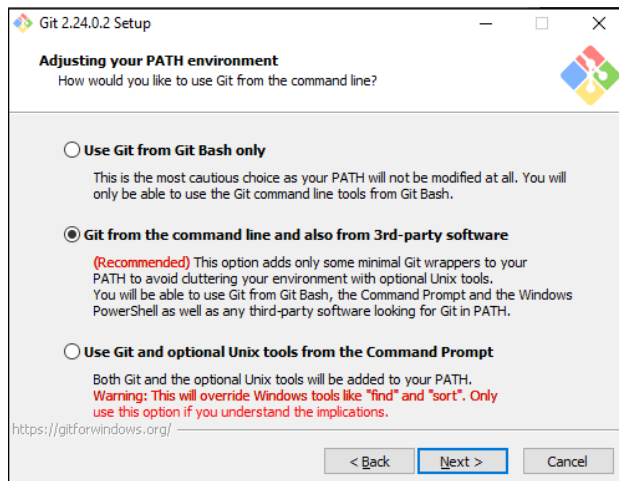 Git 2.24.0.2 Setup
Adjusting your PATH environment
How would you like to use Git from the command line?
Use Git from Git Bash only
This is the most cautious choice as your PATH will not be modified at all. You will
only be able to use the Git command line tools from Git Bash.
Git from the command line and also from 3rd-party software
(Recommended) This option adds only some minimal Git wrappers to your
PATH to avoid cluttering your environment with optional Unix tools.
You will be able to use Git from Git Bash, the Command Prompt and the Windows
PowerShell as well as any third-party software looking for Git in PATH.
Use Git and optional Unix tools from the Command Prompt
Both Git and the optional Unix tools will be added to your PATH.
Warning: This will override Windows tools like "find" and "sort". Only
use this option if you understand the implications.
https://gitforwindows.org/
< Back Next > Cancel